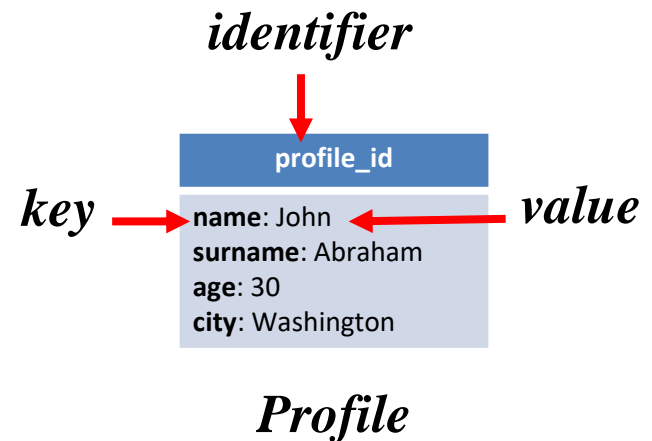 identifier
profile_id
key
name: John
value
surname: Abraham
age: 30
city: Washington
Profile